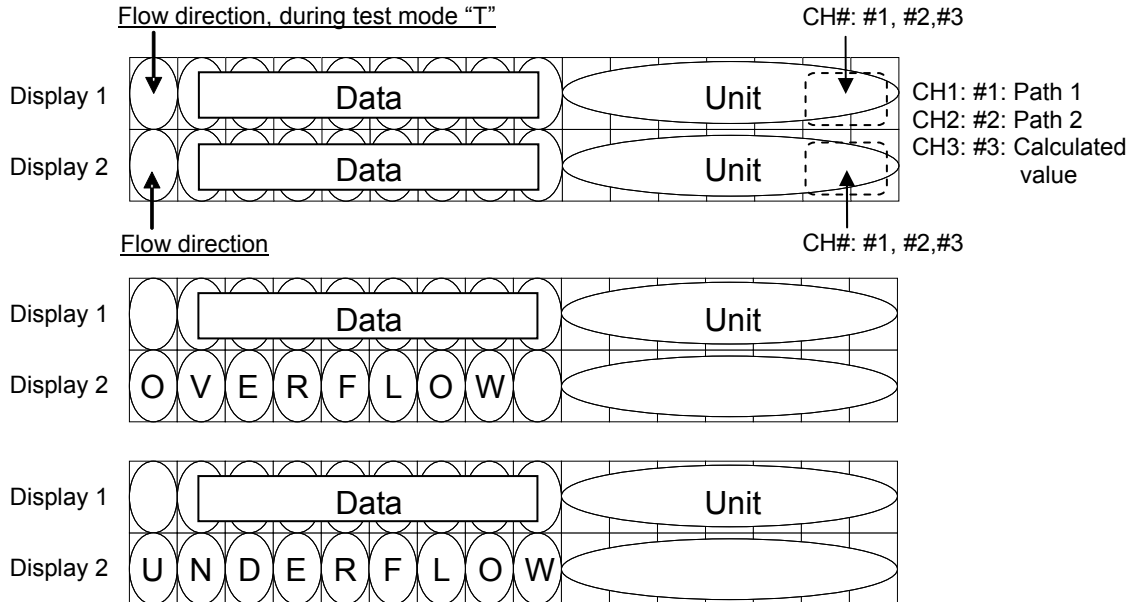 Flow direction, during test mode “T”
CH#: #1, #2,#3
Display 1
Data
Unit
CH1: #1: Path 1
CH2: #2: Path 2
CH3: #3: Calculated
value
Display 2
Data
Unit
Flow direction
CH#: #1, #2,#3
Display 1
Data
Unit
Display 2
O V E R F L O W
Display 1
Data
Unit
Display 2
U N D E R F L O W